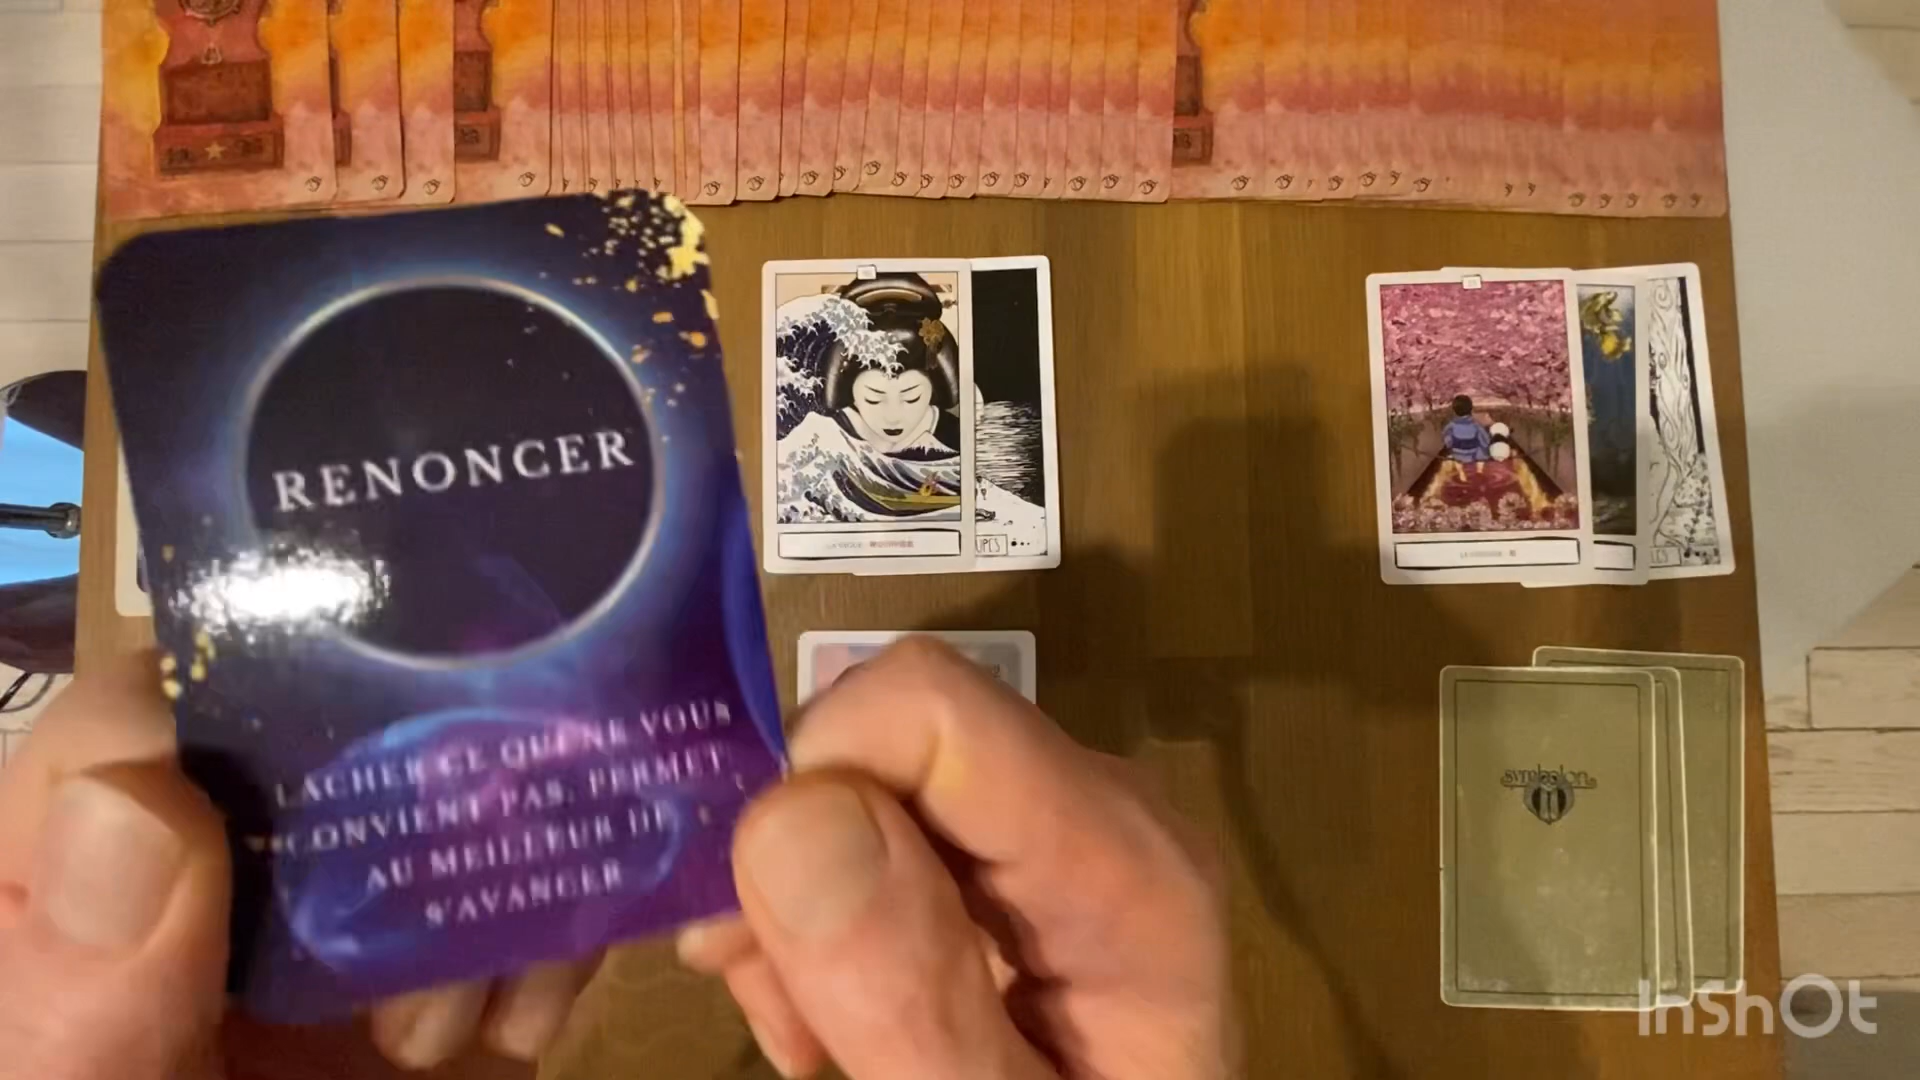 RENONCER
LACHER CE QUI NE VOUS
CONVIENT PAS, PERMET
AU MEILLEUR DE
S'AVANCER
symbolon
InShOt